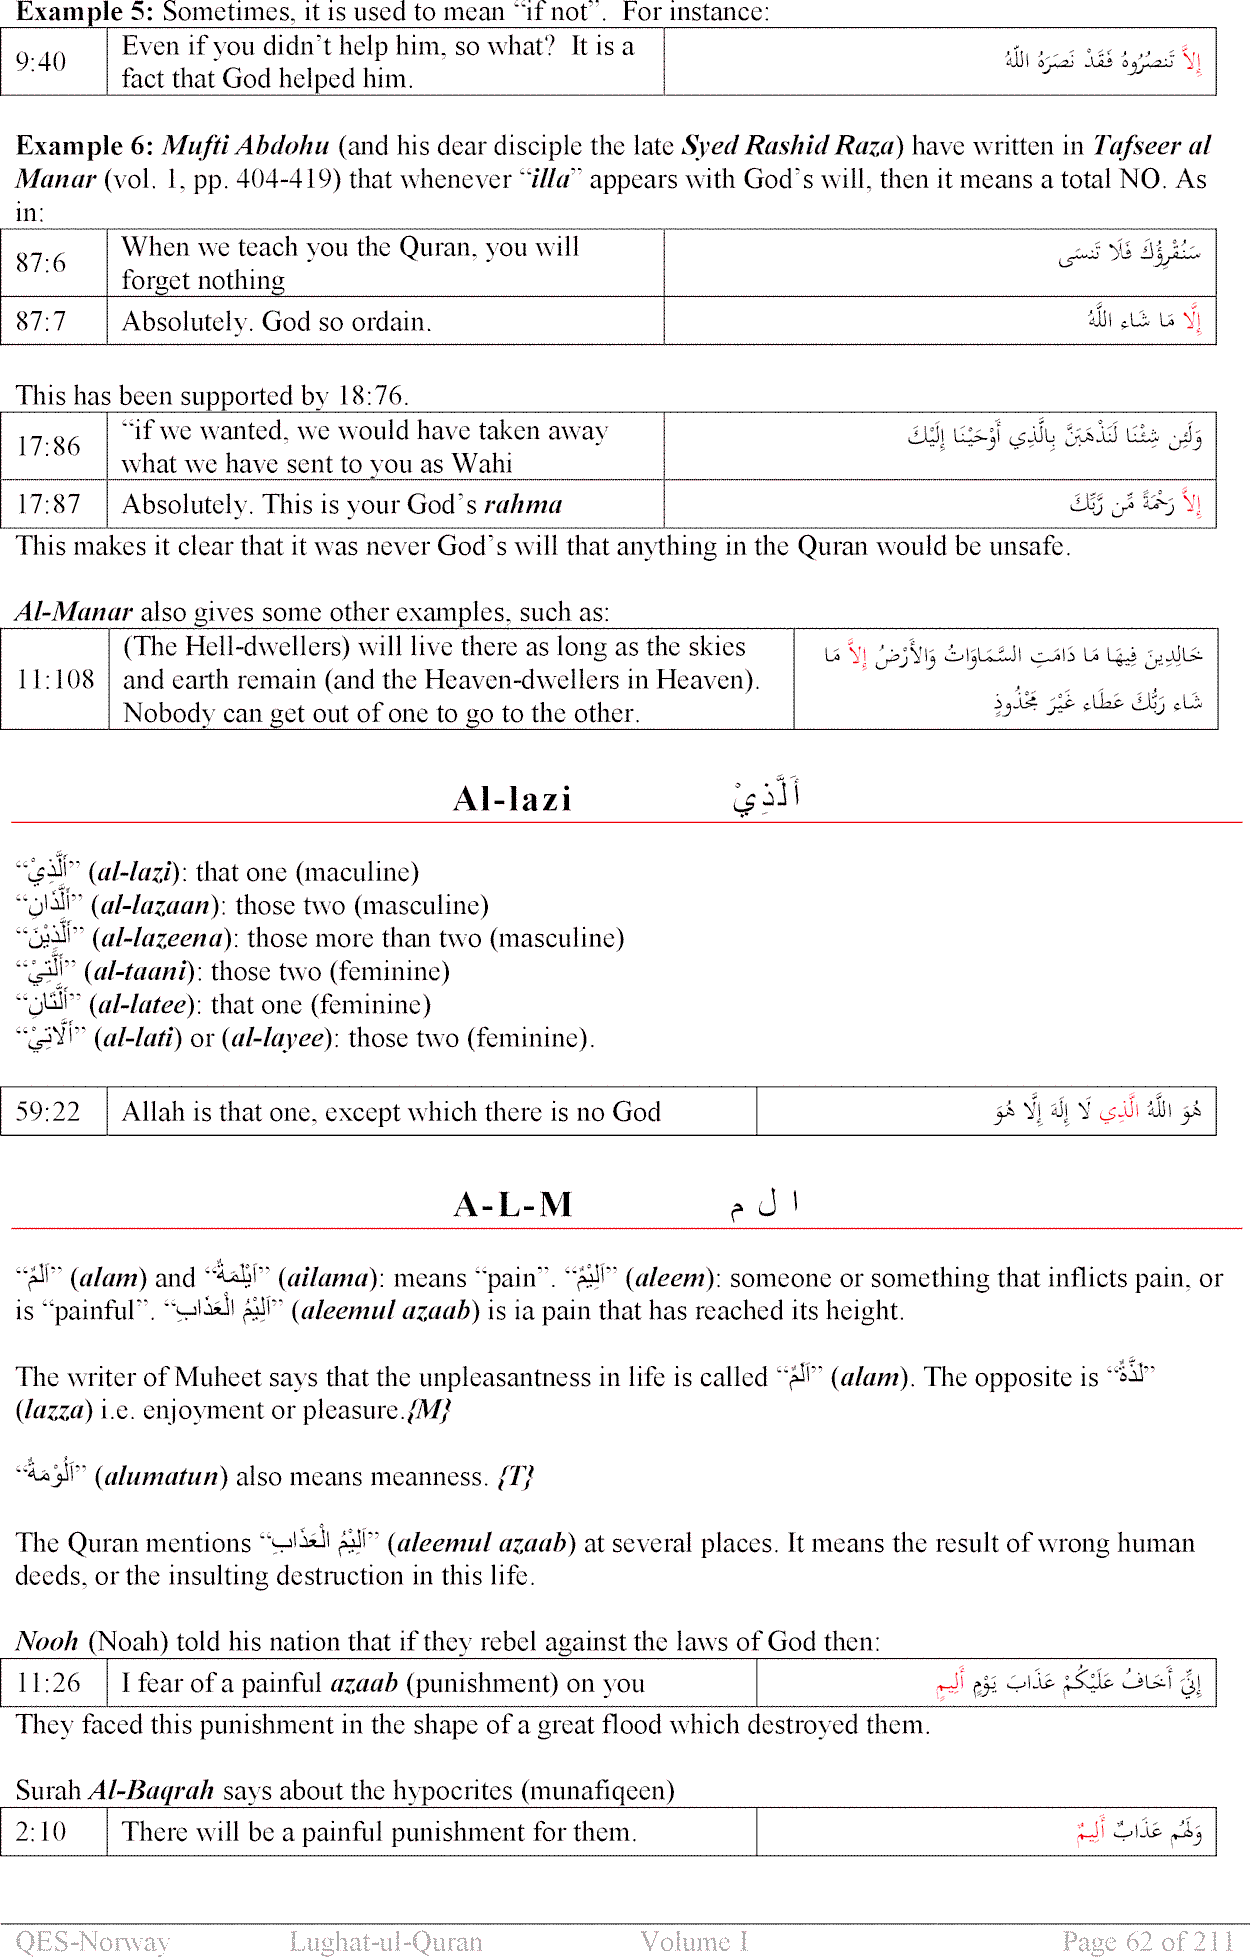 Example 5: Sometimes, it is used to mean “if not”. For instance:
9:40 Even if you didn’t help him, so what? It is a إِلاَّ تَنصُرُوهُ فَقَدْ نَصَرَهُ اللّهُ
fact that God helped him.
Example 6: Mufti Abdohu (and his dear disciple the late Syed Rashid Raza) have written in Tafseer al
Manar (vol. 1, pp. 404-419) that whenever “illa” appears with God’s will, then it means a total NO. As
in:
87:6 When we teach you the Quran, you will سَنُقْرِؤُكَ فَلَا تَنسَى
forget nothing
87:7 Absolutely. God so ordain. إِلَّا مَا شَاء اللَّهُ
This has been supported by 18:76.
17:86 “if we wanted, we would have taken away وَلَئِن شِئْنَا لَنَذْهَبَنَّ بِالَّذِي أَوْحَيْنَا إِلَيْكَ
what we have sent to you as Wahi
17:87 Absolutely. This is your God’s rahma إِلاَّ رَحْمَةً مِّن رَّبِّكَ
This makes it clear that it was never God’s will that anything in the Quran would be unsafe.
Al-Manar also gives some other examples, such as:
11:108 (The Hell-dwellers) will live there as long as the skies خَالِدِينَ فِيهَا مَا دَامَتِ السَّمَاوَاتُ وَالأَرْضُ إِلاَّ مَا
and earth remain (and the Heaven-dwellers in Heaven). شَاء رَبُّكَ عَطَاء غَيْرَ مَجْذُوذٍ
Nobody can get out of one to go to the other.
Al-lazi اَلَّذِيْ
“اَلَّذِيْ” (al-lazi): that one (maculine)
“اَلَّذَانِ” (al-lazaan): those two (masculine)
“اَلَّذِيْنَ” (al-lazeena): those more than two (masculine)
“اَلَّتِيْ” (al-taani): those two (feminine)
“اَلَّتَانِ” (al-latee): that one (feminine)
“اَلَّاتِيْ” (al-lati) or (al-layee): those two (feminine).
59:22 Allah is that one, except which there is no God هُوَ اللَّهُ الَّذِي لَا إِلَهَ إِلَّا هُوَ
A-L-M ا ل م
“اَلَمٌ” (alam) and “اَيْلَمَةٌ” (ailama): means “pain”. “اَلِيْمٌ” (aleem): someone or something that inflicts pain, or
is “painful”. “اَلِيْمُ الْعَذَابِ” (aleemul azaab) is ia pain that has reached its height.
The writer of Muheet says that the unpleasantness in life is called “اَلَمٌ” (alam). The opposite is “لَذَّةٌ”
(lazza) i.e. enjoyment or pleasure.{M}
“اَلُوْمَةٌ” (alumatun) also means meanness. {T}
The Quran mentions “اَلِيْمُ الْعَذَابِ” (aleemul azaab) at several places. It means the result of wrong human
deeds, or the insulting destruction in this life.
Nooh (Noah) told his nation that if they rebel against the laws of God then:
11:26 I fear of a painful azaab (punishment) on you إِنِّيَ أَخَافُ عَلَيْكُمْ عَذَابَ يَوْمٍ أَلِيمٍ
They faced this punishment in the shape of a great flood which destroyed them.
Surah Al-Baqrah says about the hypocrites (munafiqeen)
2:10 There will be a painful punishment for them. وَلَهُم عَذَابٌ أَلِيمٌ
QES-Norway Lughat-ul-Quran Volume I Page 62 of 211